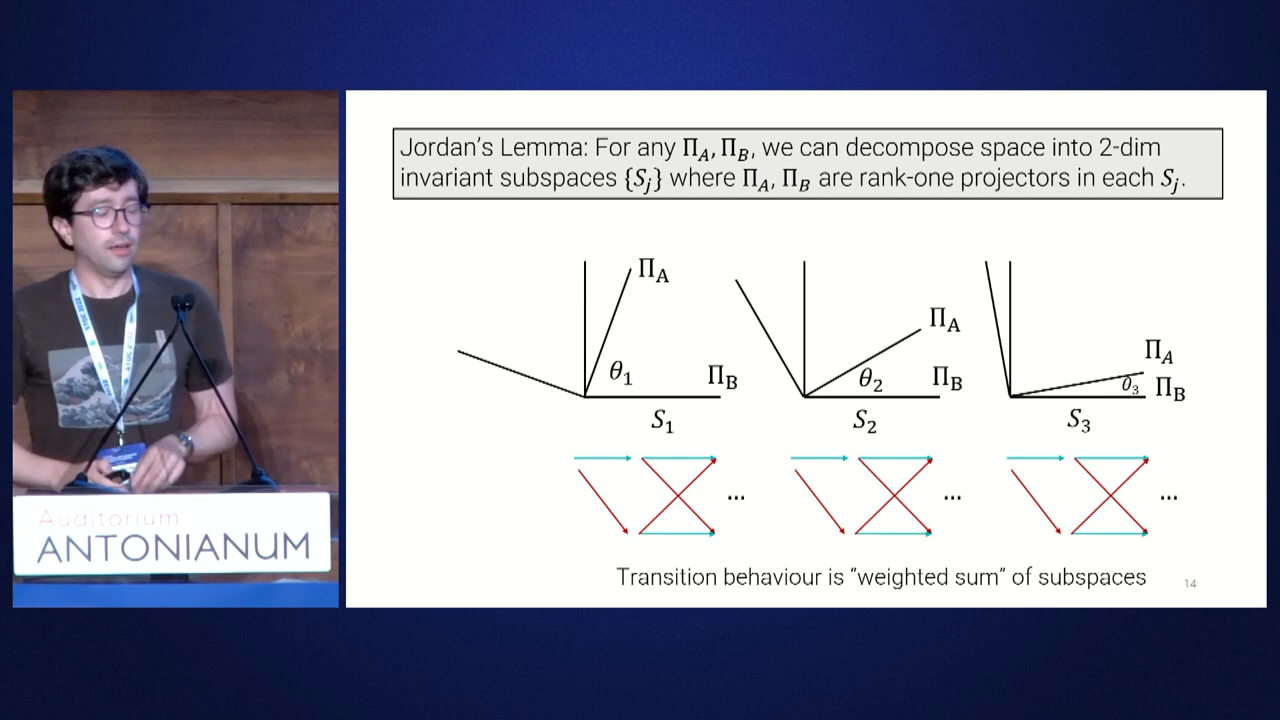 Jordan's Lemma: For any Π_A, Π_B, we can decompose space into 2-dim
invariant subspaces {S_j} where Π_A, Π_B are rank-one projectors in each S_j.
Π_A
θ_1
Π_B
S_1
Π_A
θ_2
Π_B
S_2
Π_A
θ_3
Π_B
S_3
...
...
...
Transition behaviour is “weighted sum” of subspaces
14
STOC 2022
Auditorium
ANTONIANUM